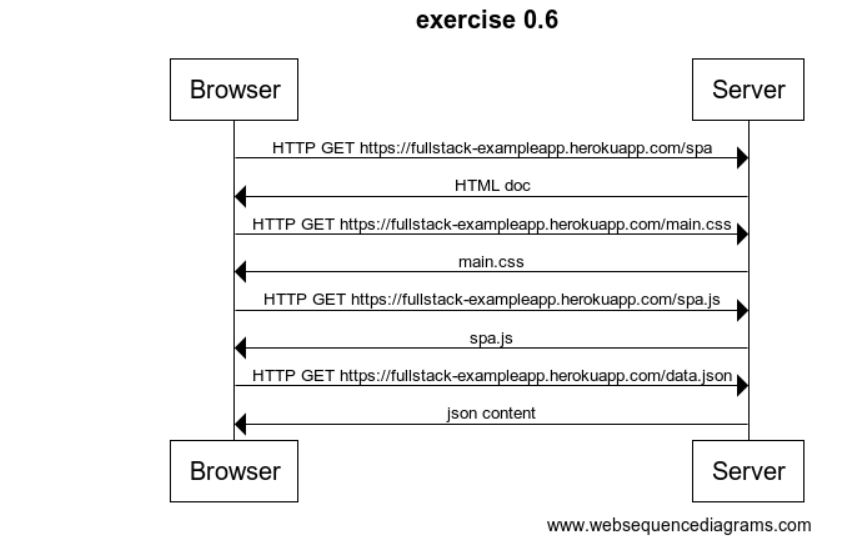 exercise 0.6
Browser
Server
HTTP GET https://fullstack-exampleapp.herokuapp.com/spa
HTML doc
HTTP GET https://fullstack-exampleapp.herokuapp.com/main.css
main.css
HTTP GET https://fullstack-exampleapp.herokuapp.com/spa.js
spa.js
HTTP GET https://fullstack-exampleapp.herokuapp.com/data.json
json content
Browser
Server
www.websequencediagrams.com